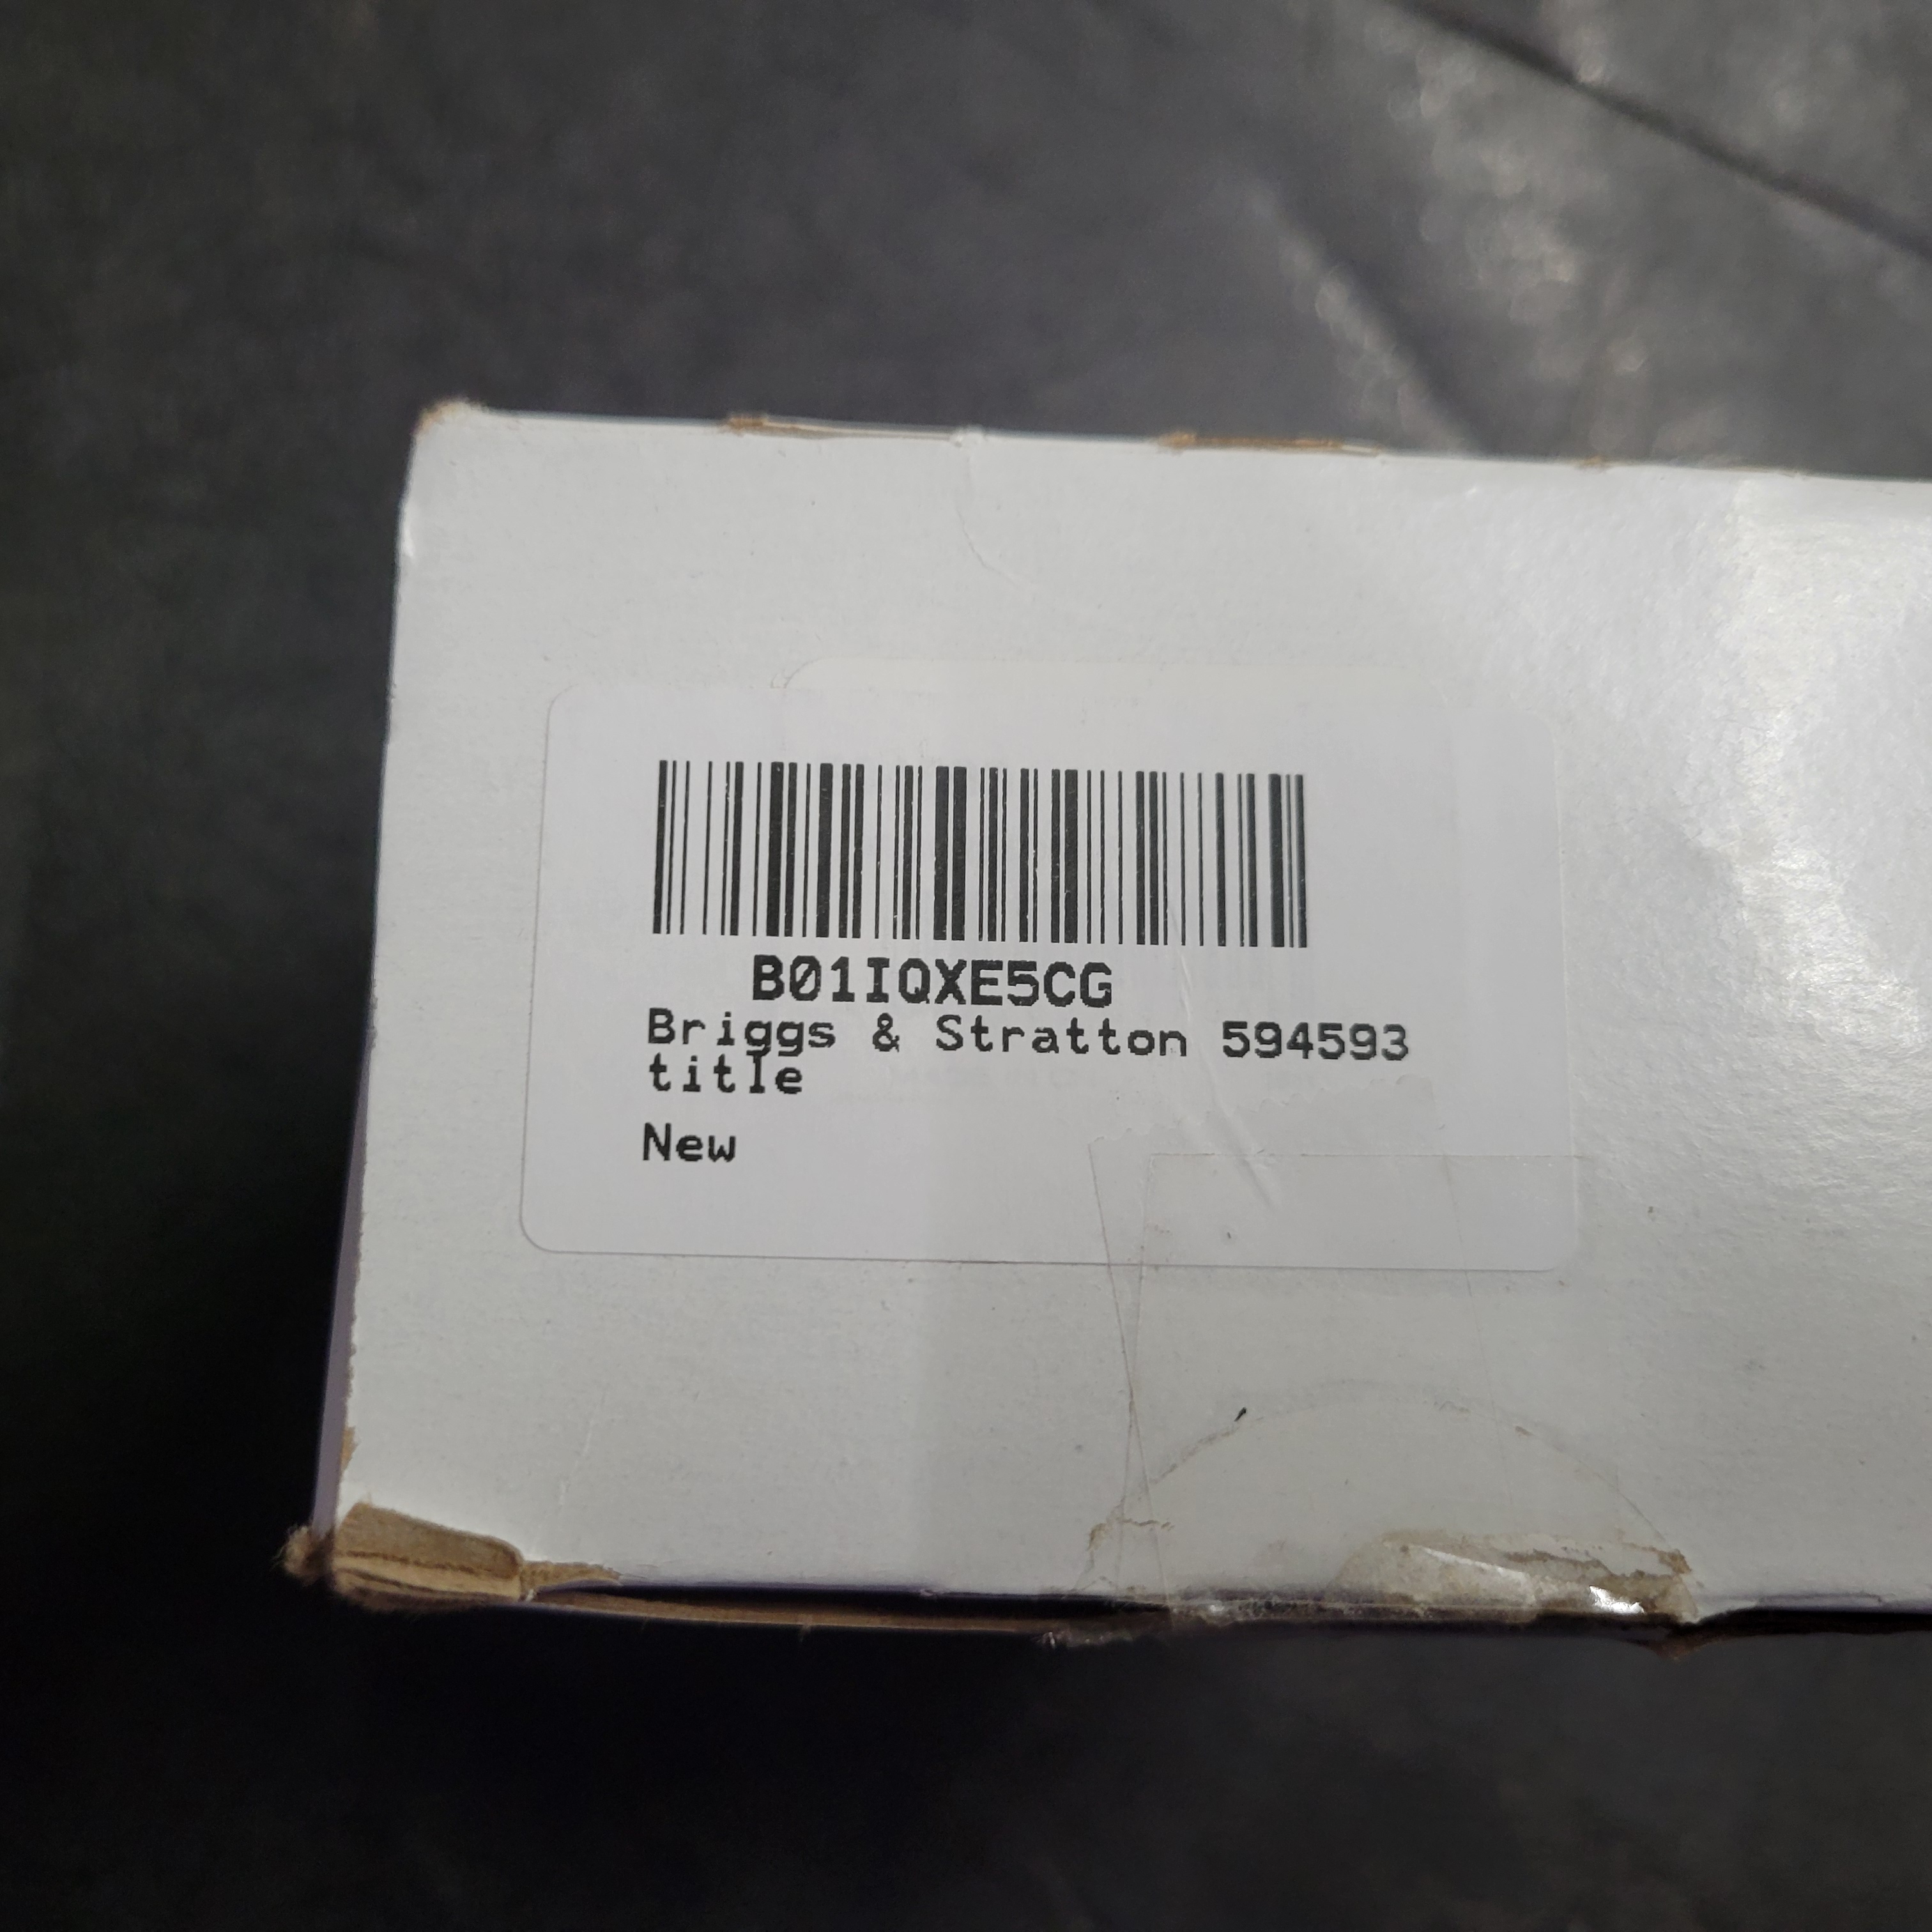 B01IQXE5CG
Briggs & Stratton 594593
title
New